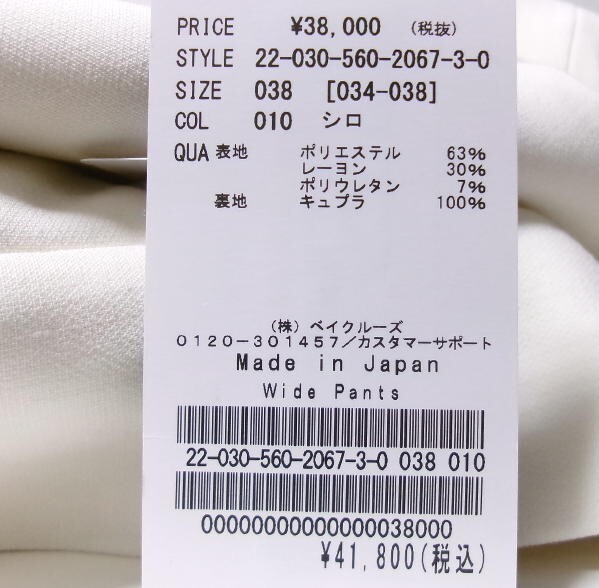 PRICE ¥38,000 (税抜)
STYLE 22-030-560-2067-3-0
SIZE 038 [034-038]
COL 010 シロ
QUA 表地 ポリエステル 63%
レーヨン 30%
ポリウレタン 7%
裏地 キュプラ 100%
(株)ベイクルーズ
0120-301457/カスタマーサポート
Made in Japan
Wide Pants
22-030-560-2067-3-0 038 010
00000000000000038000
¥41,800(税込)